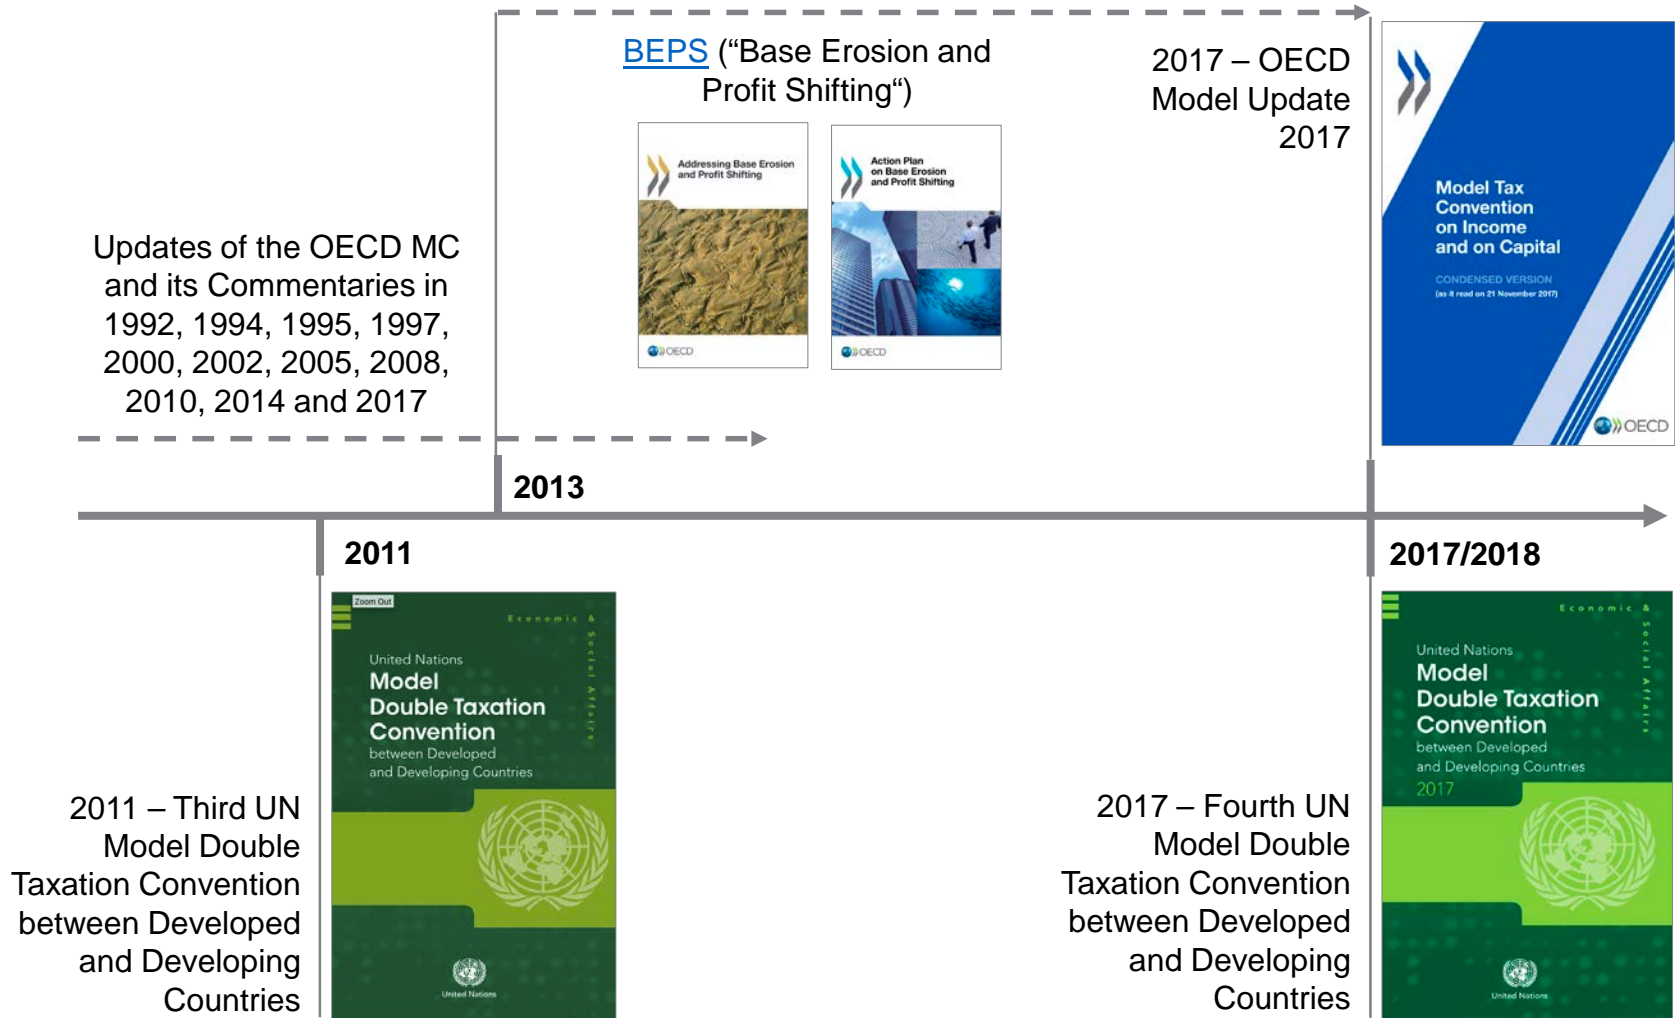 BEPS (“Base Erosion and
Profit Shifting“)
2017 – OECD
Model Update
2017
Addressing Base Erosion
and Profit Shifting
OECD
Action Plan
on Base Erosion
and Profit Shifting
OECD
Model Tax
Convention
on Income
and on Capital
CONDENSED VERSION
(as it read on 21 November 2017)
OECD
Updates of the OECD MC
and its Commentaries in
1992, 1994, 1995, 1997,
2000, 2002, 2005, 2008,
2010, 2014 and 2017
2013
2011
2017/2018
Zoom Out
Economic & Social Affairs
United Nations
Model
Double Taxation
Convention
between Developed
and Developing Countries
United Nations
2011 – Third UN
Model Double
Taxation Convention
between Developed
and Developing
Countries
2017 – Fourth UN
Model Double
Taxation Convention
between Developed
and Developing
Countries
Economic & Social Affairs
United Nations
Model
Double Taxation
Convention
between Developed
and Developing Countries
2017
United Nations